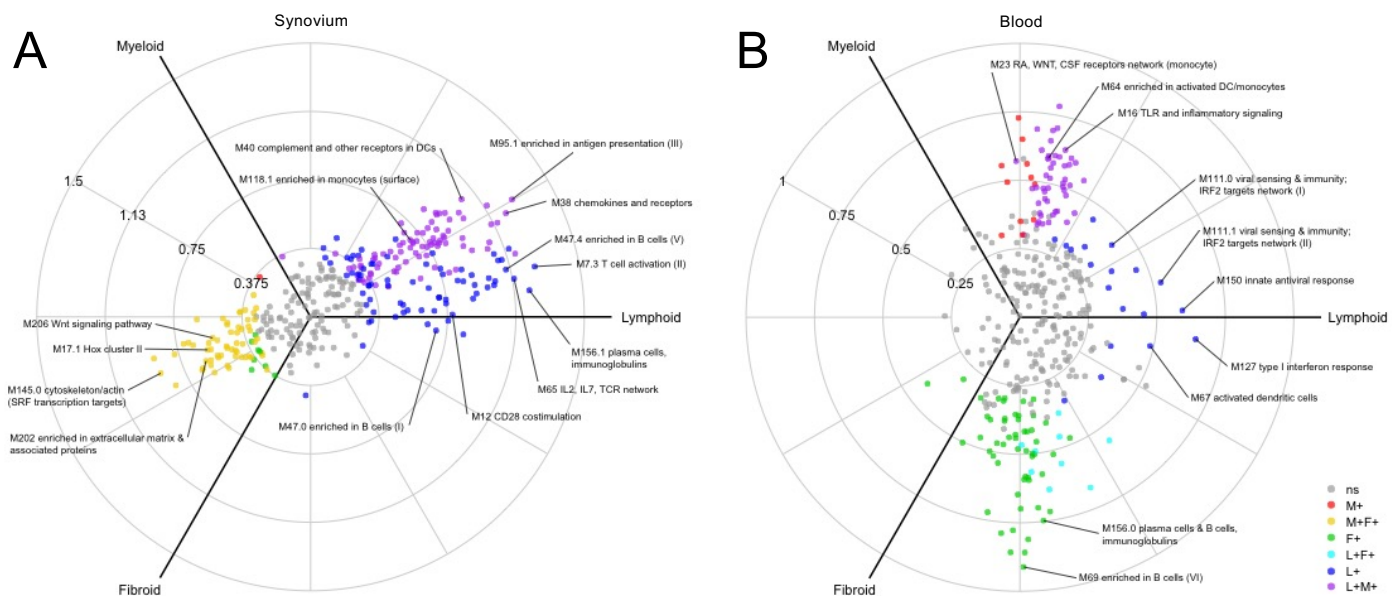 Synovium
A
Myeloid
M40 complement and other receptors in DCs
M95.1 enriched in antigen presentation (III)
M118.1 enriched in monocytes (surface)
1.5
1.13
0.75
0.375
M38 chemokines and receptors
M47.4 enriched in B cells (V)
M7.3 T cell activation (II)
Lymphoid
M206 Wnt signaling pathway
M17.1 Hox cluster II
M145.0 cytoskeleton/actin
(SRF transcription targets)
M202 enriched in extracellular matrix &
associated proteins
M156.1 plasma cells,
immunoglobulins
M65 IL2, IL7, TCR network
M12 CD28 costimulation
M47.0 enriched in B cells (I)
Fibroid
Blood
B
Myeloid
M23 RA, WNT, CSF receptors network (monocyte)
M64 enriched in activated DC/monocytes
M16 TLR and inflammatory signaling
1
0.75
0.5
0.25
M111.0 viral sensing & immunity;
IRF2 targets network (I)
M111.1 viral sensing & immunity;
IRF2 targets network (II)
M150 innate antiviral response
Lymphoid
M127 type I interferon response
M67 activated dendritic cells
M156.0 plasma cells & B cells,
immunoglobulins
M69 enriched in B cells (VI)
Fibroid
ns
M+
M+F+
F+
L+F+
L+
L+M+